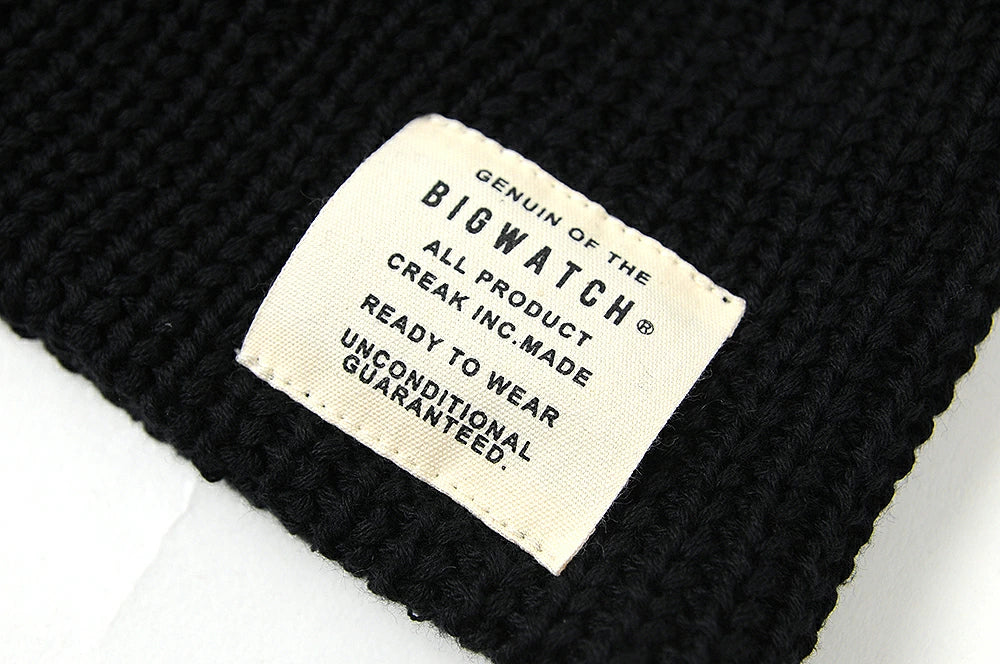 GENUIN OF THE
BIGWATCH®
ALL PRODUCT
CREAK INC.MADE
READY TO WEAR
UNCONDITIONAL
GUARANTEED.